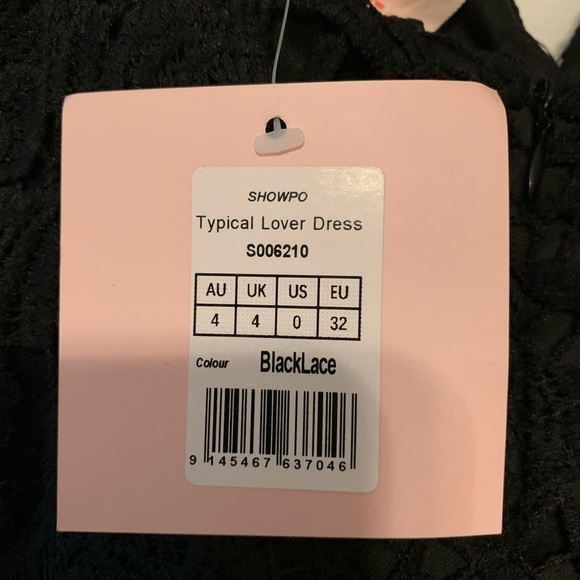 SHOWPO
Typical Lover Dress
S006210
AU UK US EU
4 4 0 32
Colour BlackLace
9 145467 637046